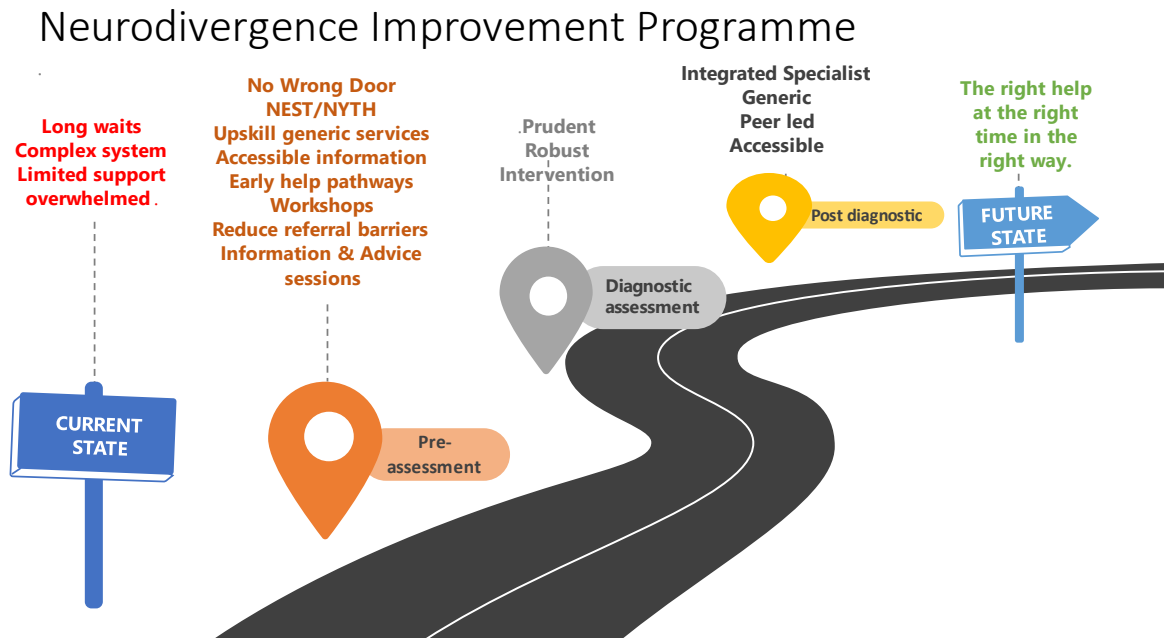 Neurodivergence Improvement Programme
.
Long waits
Complex system
Limited support
overwhelmed .
No Wrong Door
NEST/NYTH
Upskill generic services
Accessible information
Early help pathways
Workshops
Reduce referral barriers
Information & Advice
sessions
.Prudent
Robust
Intervention
Integrated Specialist
Generic
Peer led
Accessible
The right help
at the right
time in the
right way.
CURRENT
STATE
Pre-
assessment
Diagnostic
assessment
Post diagnostic
FUTURE
STATE